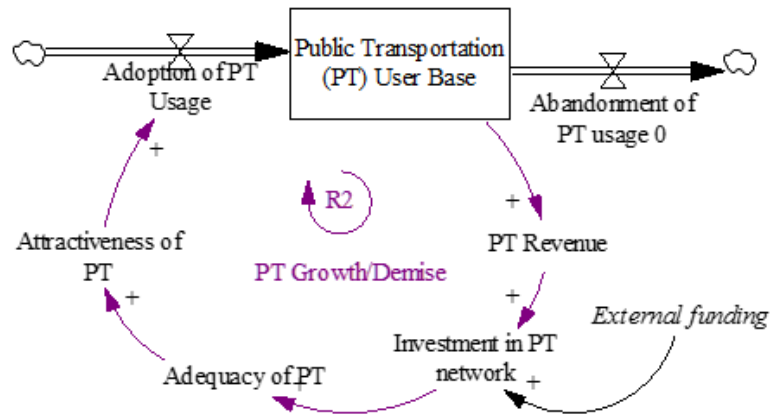 Public Transportation
(PT) User Base
Adoption of PT
Usage
Abandonment of
PT usage 0
+
R2
+
Attractiveness of
PT
PT Growth/Demise
PT Revenue
+
+
External funding
Investment in PT
network
+
Adequacy of PT
+